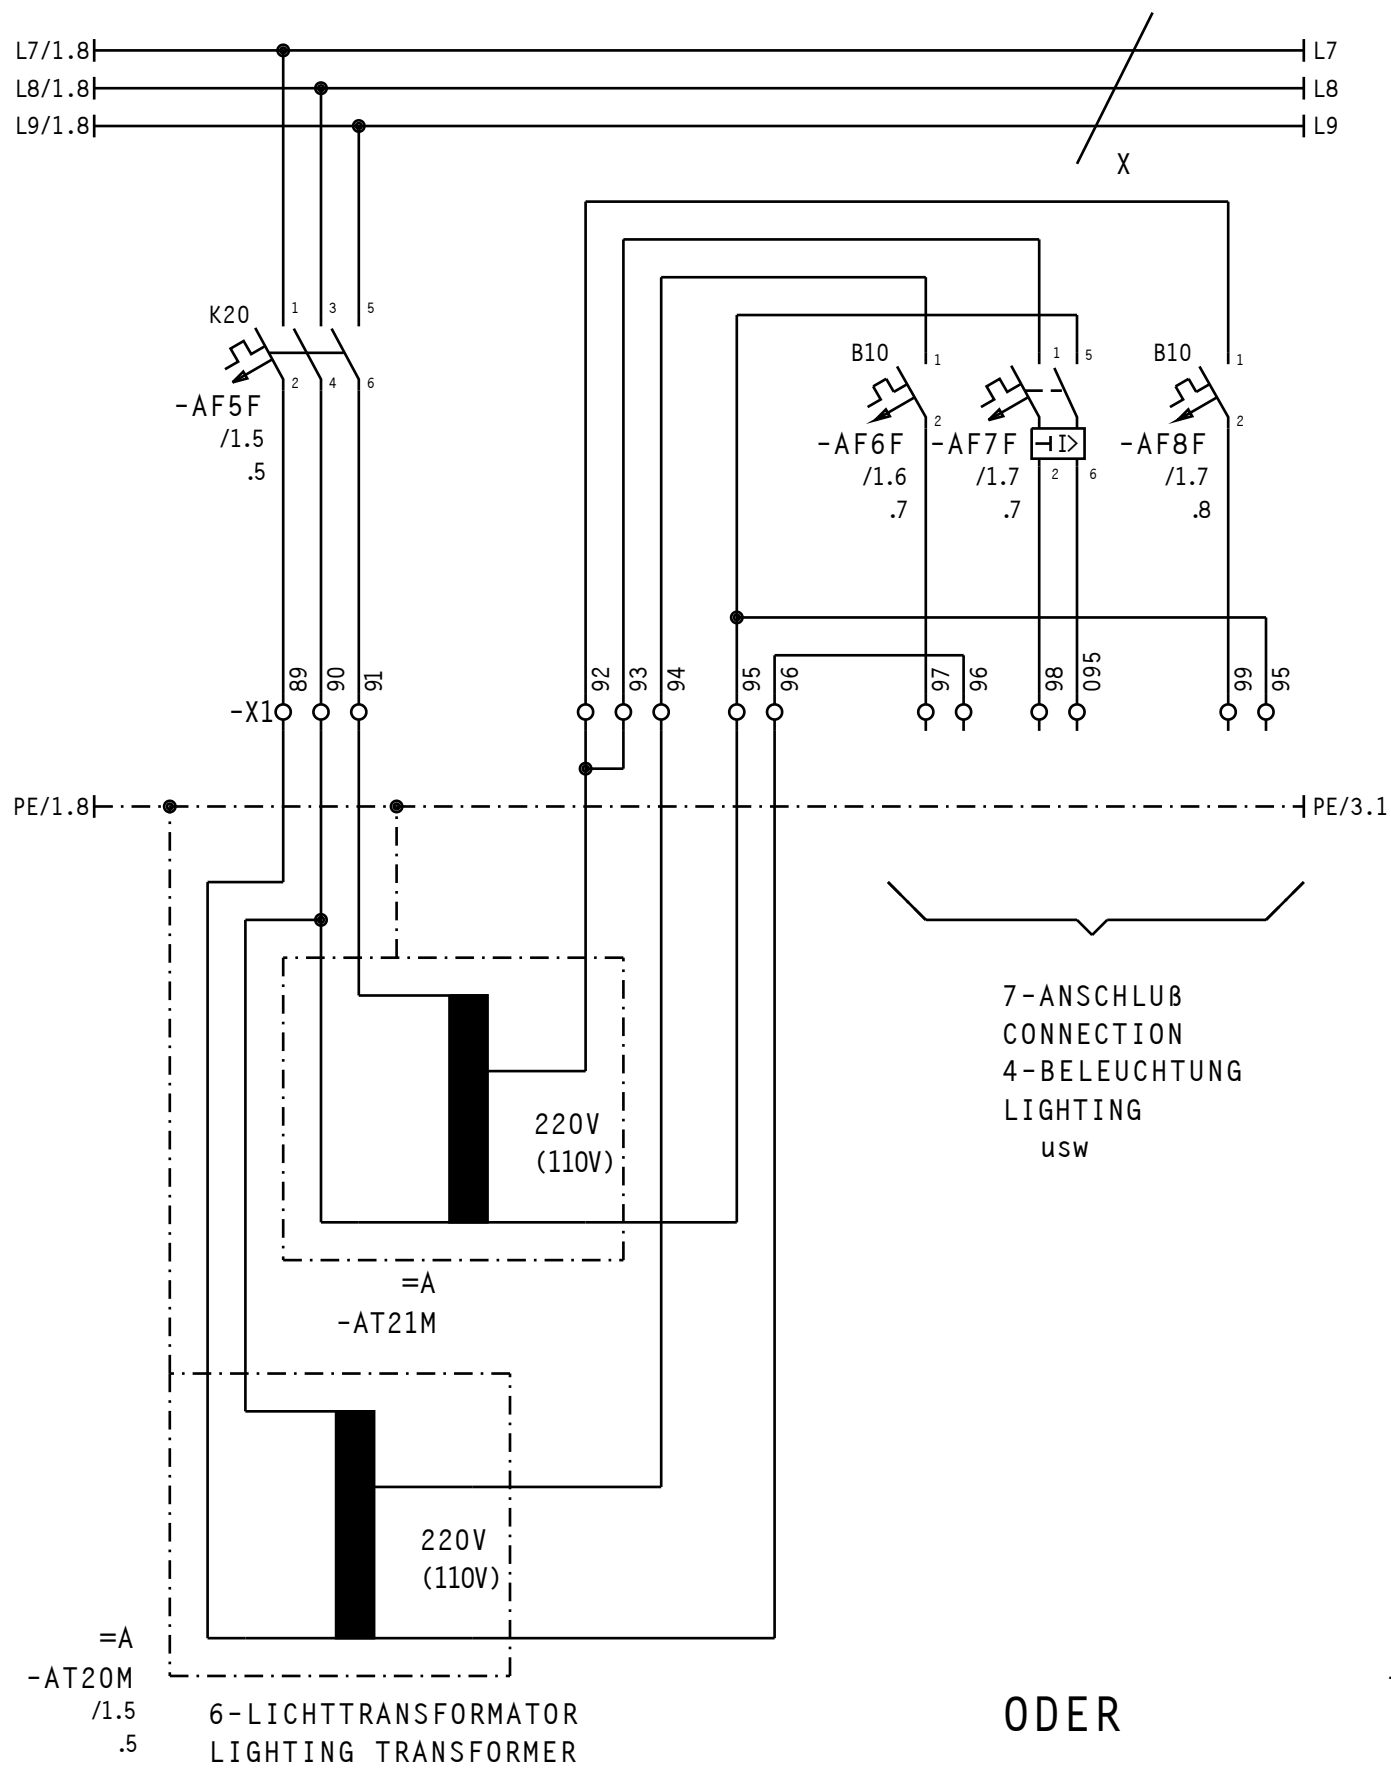 L7/1.8 L7
L8/1.8 L8
L9/1.8 L9
X
K20 1 3 5
2 4 6
-AF5F
/1.5
.5
B10 1 1 5 B10 1
2 2
-AF6F -AF7F I> -AF8F
/1.6 /1.7 2 6 /1.7
.7 .7 .8
89 90 91 92 93 94 95 96 97 96 98 095 99 95
-X1
PE/1.8 PE/3.1
7-ANSCHLUß
CONNECTION
4-BELEUCHTUNG
LIGHTING
usw
220V
(110V)
=A
-AT21M
220V
(110V)
=A
-AT20M
/1.5
.5
6-LICHTTRANSFORMATOR
LIGHTING TRANSFORMER
ODER